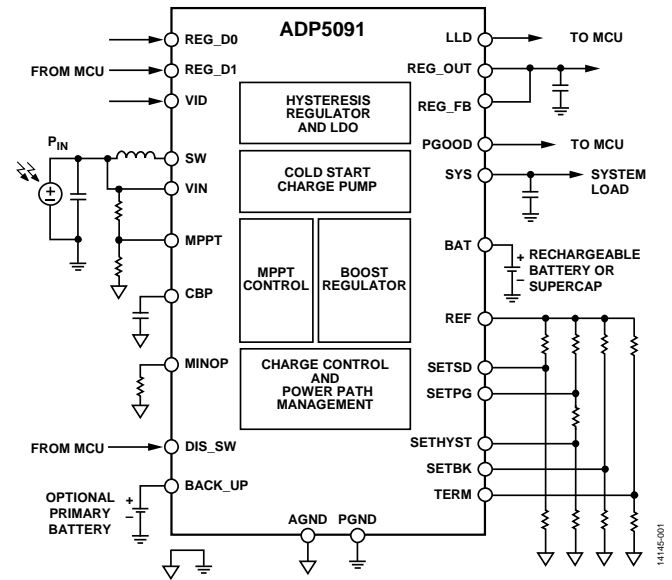 ADP5091
REG_D0
FROM MCU
REG_D1
VID
PIN
SW
VIN
MPPT
CBP
MINOP
FROM MCU
DIS_SW
BACK_UP
OPTIONAL
PRIMARY
BATTERY
+
–
HYSTERESIS
REGULATOR
AND LDO
COLD START
CHARGE PUMP
MPPT
CONTROL
BOOST
REGULATOR
CHARGE CONTROL
AND
POWER PATH
MANAGEMENT
AGND
PGND
LLD
TO MCU
REG_OUT
REG_FB
PGOOD
TO MCU
SYS
SYSTEM
LOAD
BAT
+
–
RECHARGEABLE
BATTERY OR
SUPERCAP
REF
SETSD
SETPG
SETHYST
SETBK
TERM
14145-001